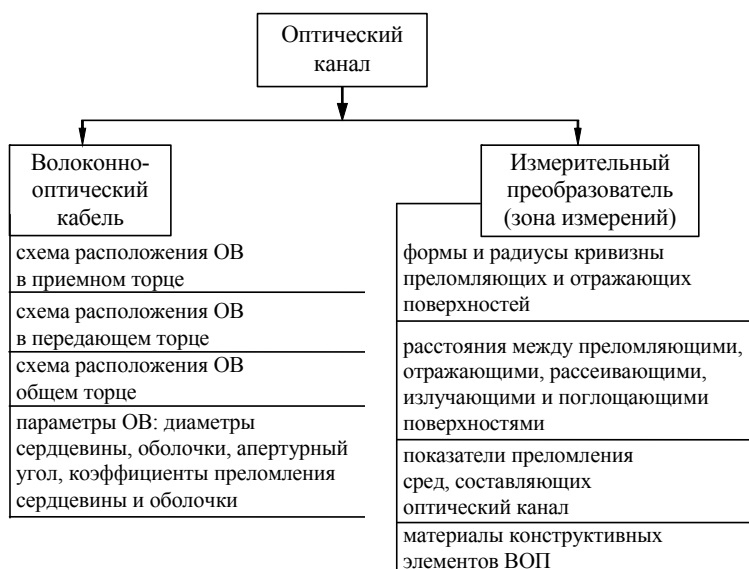 Оптический
канал
Волоконно-
оптический
кабель
схема расположения ОВ
в приемном торце
схема расположения ОВ
в передающем торце
схема расположения ОВ
общем торце
параметры ОВ: диаметры
сердцевины, оболочки, апертурный
угол, коэффициенты преломления
сердцевины и оболочки
Измерительный
преобразователь
(зона измерений)
формы и радиусы кривизны
преломляющих и отражающих
поверхностей
расстояния между преломляющими,
отражающими, рассеивающими,
излучающими и поглощающими
поверхностями
показатели преломления
сред, составляющих
оптический канал
материалы конструктивных
элементов ВОП